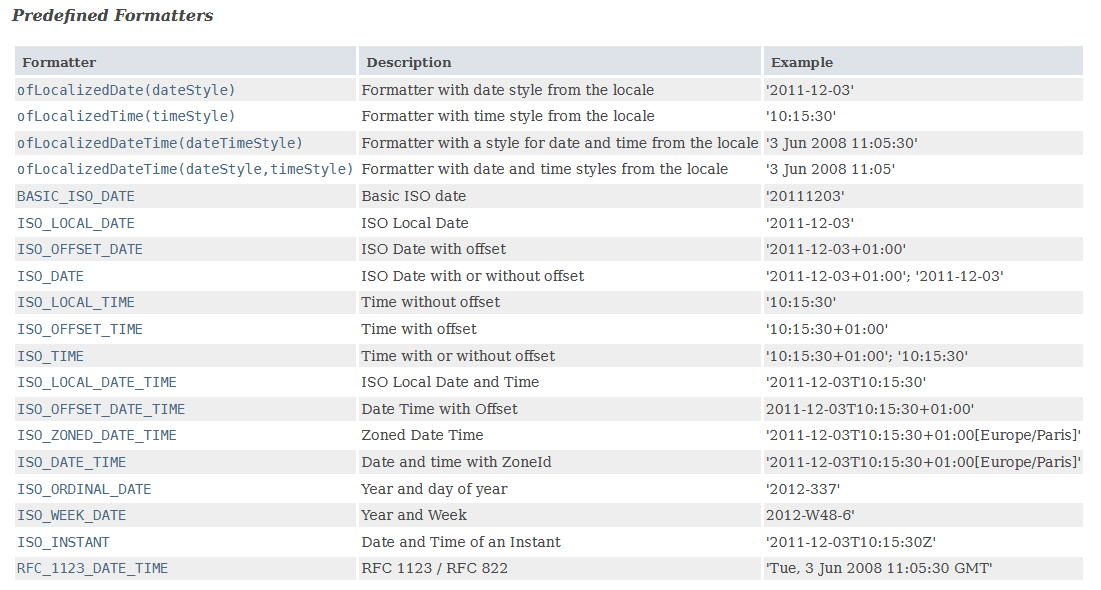 Predefined Formatters
Formatter Description Example
ofLocalizedDate(dateStyle) Formatter with date style from the locale '2011-12-03'
ofLocalizedTime(timeStyle) Formatter with time style from the locale '10:15:30'
ofLocalizedDateTime(dateTimeStyle) Formatter with a style for date and time from the locale '3 Jun 2008 11:05:30'
ofLocalizedDateTime(dateStyle,timeStyle) Formatter with date and time styles from the locale '3 Jun 2008 11:05'
BASIC_ISO_DATE Basic ISO date '20111203'
ISO_LOCAL_DATE ISO Local Date '2011-12-03'
ISO_OFFSET_DATE ISO Date with offset '2011-12-03+01:00'
ISO_DATE ISO Date with or without offset '2011-12-03+01:00'; '2011-12-03'
ISO_LOCAL_TIME Time without offset '10:15:30'
ISO_OFFSET_TIME Time with offset '10:15:30+01:00'
ISO_TIME Time with or without offset '10:15:30+01:00'; '10:15:30'
ISO_LOCAL_DATE_TIME ISO Local Date and Time '2011-12-03T10:15:30'
ISO_OFFSET_DATE_TIME Date Time with Offset 2011-12-03T10:15:30+01:00'
ISO_ZONED_DATE_TIME Zoned Date Time '2011-12-03T10:15:30+01:00[Europe/Paris]'
ISO_DATE_TIME Date and time with ZoneId '2011-12-03T10:15:30+01:00[Europe/Paris]'
ISO_ORDINAL_DATE Year and day of year '2012-337'
ISO_WEEK_DATE Year and Week 2012-W48-6'
ISO_INSTANT Date and Time of an Instant '2011-12-03T10:15:30Z'
RFC_1123_DATE_TIME RFC 1123 / RFC 822 'Tue, 3 Jun 2008 11:05:30 GMT'